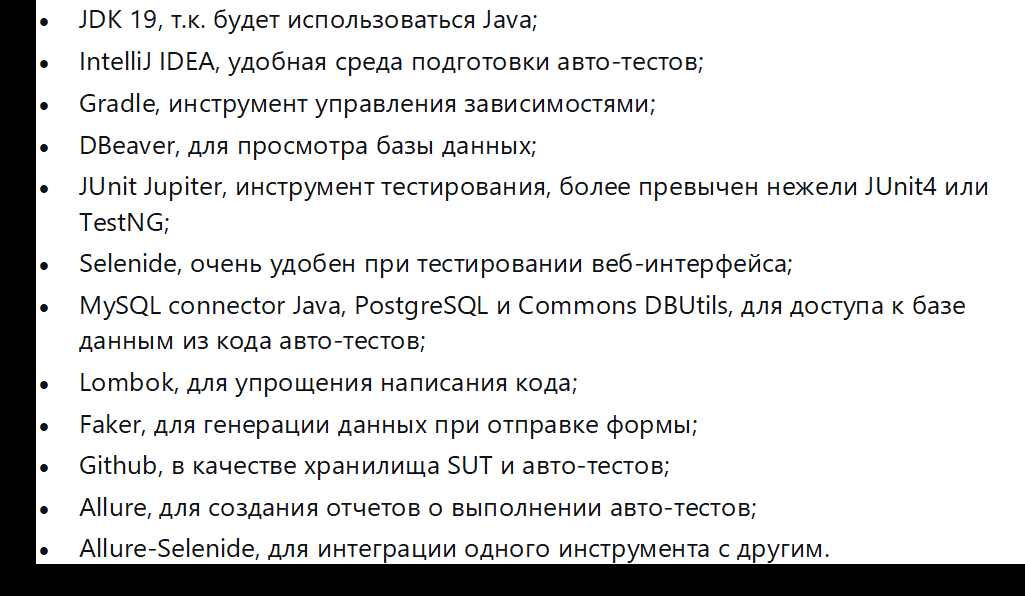 • JDK 19, т.к. будет использоваться Java;
• IntelliJ IDEA, удобная среда подготовки авто-тестов;
• Gradle, инструмент управления зависимостями;
• DBeaver, для просмотра базы данных;
• JUnit Jupiter, инструмент тестирования, более превычен нежели JUnit4 или
TestNG;
• Selenide, очень удобен при тестировании веб-интерфейса;
• MySQL connector Java, PostgreSQL и Commons DBUtils, для доступа к базе
данным из кода авто-тестов;
• Lombok, для упрощения написания кода;
• Faker, для генерации данных при отправке формы;
• Github, в качестве хранилища SUT и авто-тестов;
• Allure, для создания отчетов о выполнении авто-тестов;
• Allure-Selenide, для интеграции одного инструмента с другим.